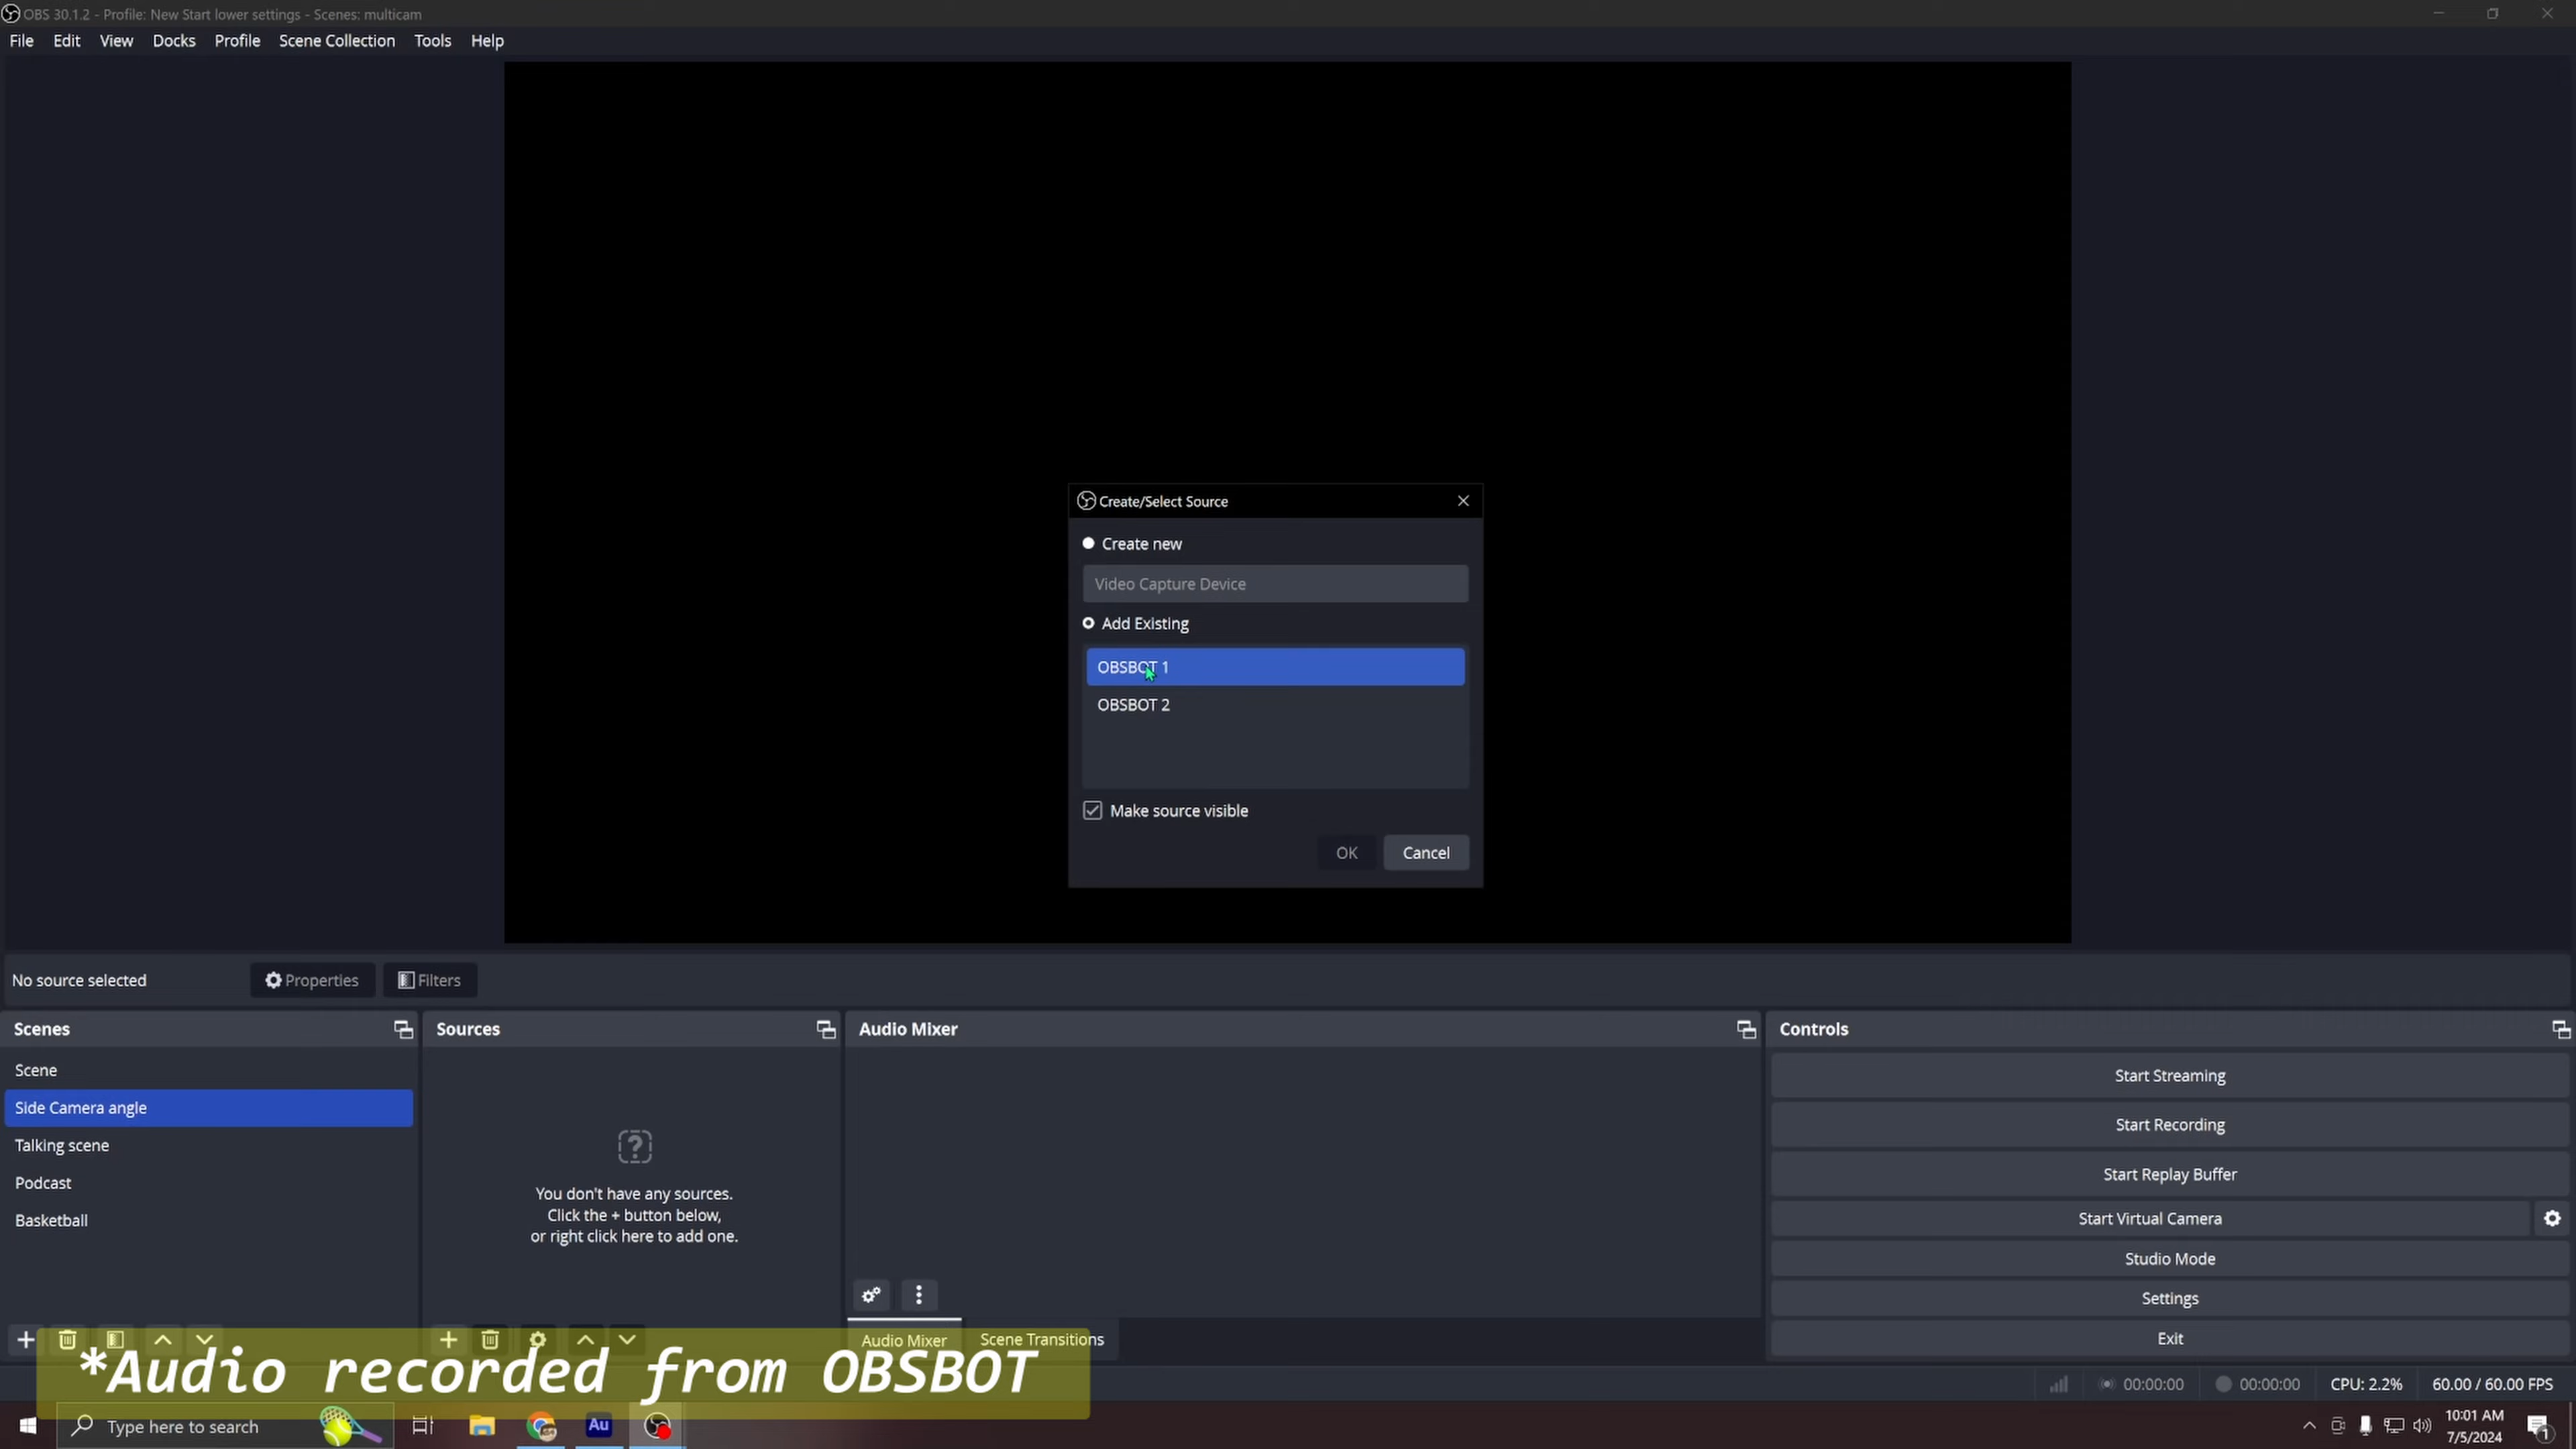 OBS 30.1.2 - Profile: New Start lower settings - Scenes: multicam
File Edit View Docks Profile Scene Collection Tools Help
Create/Select Source
Create new
Video Capture Device
Add Existing
OBSBOT 1
OBSBOT 2
Make source visible
OK Cancel
No source selected Properties Filters
Scenes
Scene
Side Camera angle
Talking scene
Podcast
Basketball
Sources
You don't have any sources.
Click the + button below,
or right click here to add one.
Audio Mixer
Audio Mixer Scene Transitions
Controls
Start Streaming
Start Recording
Start Replay Buffer
Start Virtual Camera
Studio Mode
Settings
Exit
*Audio recorded from OBSBOT
00:00:00 00:00:00 CPU: 2.2% 60.00 / 60.00 FPS
Type here to search
Au
10:01 AM
7/5/2024
1